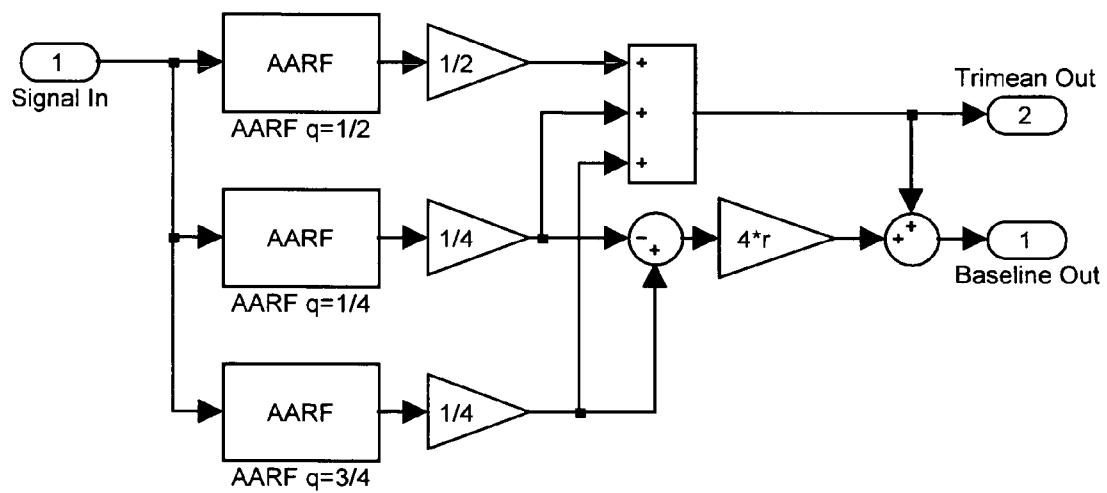 1
Signal In
AARF
AARF q=1/2
1/2
+
+
+
Trimean Out
2
AARF
AARF q=1/4
1/4
-
+
4*r
+
+
1
Baseline Out
AARF
AARF q=3/4
1/4